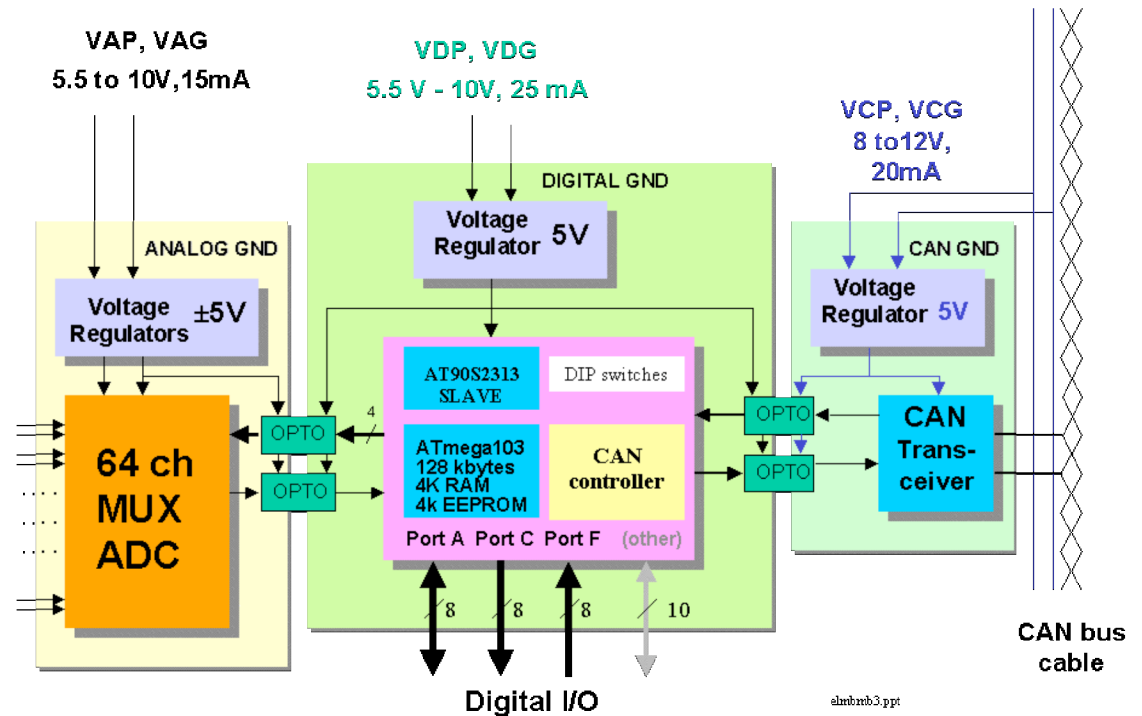 VAP, VAG
5.5 to 10V,15mA
VDP, VDG
5.5 V - 10V, 25 mA
VCP, VCG
8 to12V,
20mA
ANALOG GND
Voltage
Regulators ±5V
DIGITAL GND
Voltage
Regulator 5V
CAN GND
Voltage
Regulator 5V
64 ch
MUX
ADC
OPTO
OPTO
4
AT90S2313
SLAVE
DIP switches
ATmega103
128 kbytes
4K RAM
4k EEPROM
CAN
controller
Port A Port C Port F (other)
8
8
8
10
OPTO
OPTO
CAN
Trans-
ceiver
Digital I/O
CAN bus
cable
elmbmb3.ppt